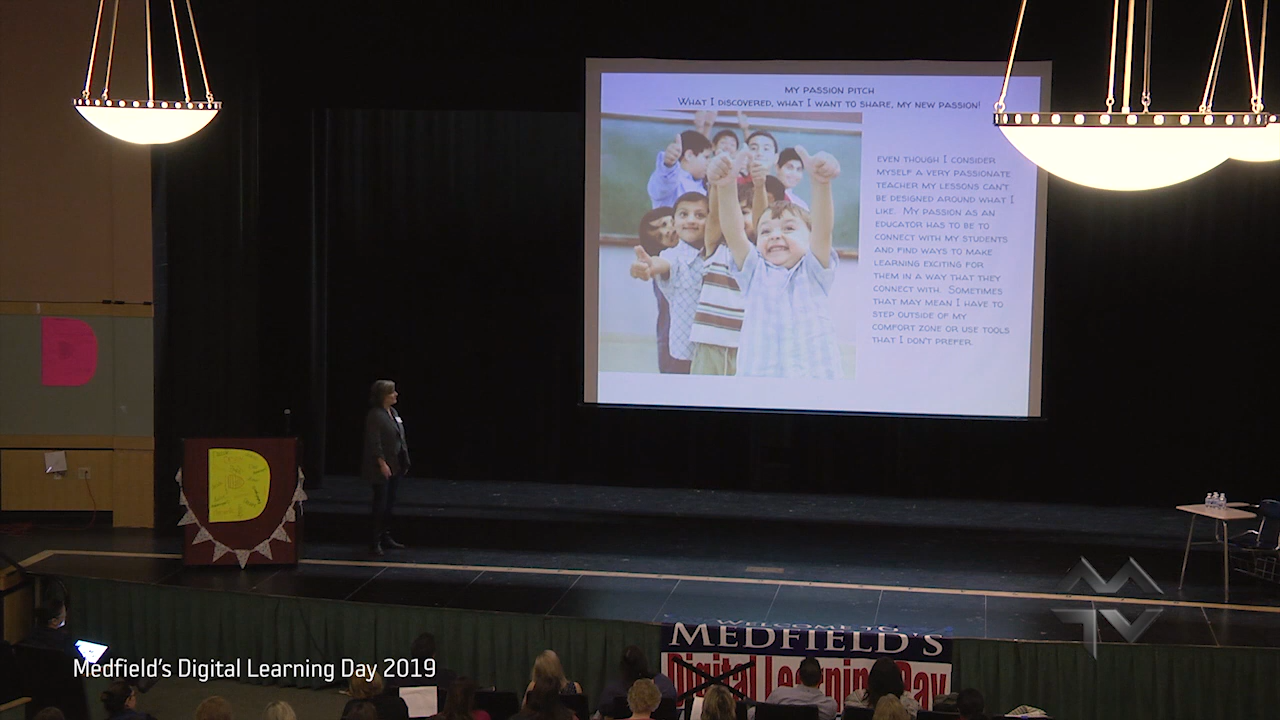 MY PASSION PITCH
WHAT I DISCOVERED, WHAT I WANT TO SHARE, MY NEW PASSION!
EVEN THOUGH I CONSIDER
MYSELF A VERY PASSIONATE
TEACHER MY LESSONS CAN'T
BE DESIGNED AROUND WHAT I
LIKE. MY PASSION AS AN
EDUCATOR HAS TO BE TO
CONNECT WITH MY STUDENTS
AND FIND WAYS TO MAKE
LEARNING EXCITING FOR
THEM IN A WAY THAT THEY
CONNECT WITH. SOMETIMES
THAT MAY MEAN I HAVE TO
STEP OUTSIDE OF MY
COMFORT ZONE OR USE TOOLS
THAT I DON'T PREFER.
D
D
MTV
WELCOME TO
MEDFIELD'S
Digital Learning Day
Medfield's Digital Learning Day 2019